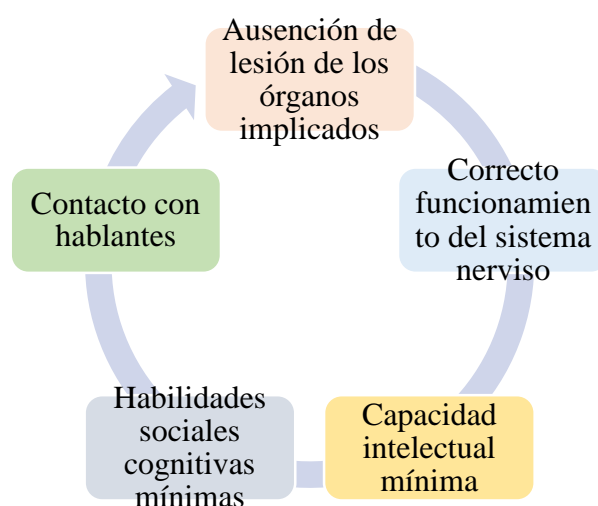 Ausención de
lesión de los
órganos
implicados
Correcto
funcionamien
to del sistema
nerviso
Capacidad
intelectual
mínima
Habilidades
sociales
cognitivas
mínimas
Contacto con
hablantes